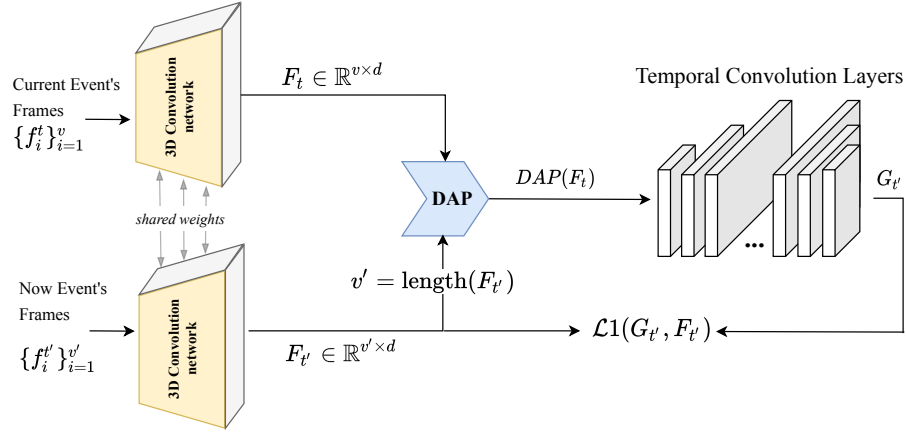 Current Event's
Frames
{f_i^t}_{i=1}^v
3D Convolution
network
F_t ∈ ℝ^{v×d}
Temporal Convolution Layers
shared weights
DAP
DAP(F_t)
G_{t'}
...
v' = length(F_{t'})
Now Event's
Frames
{f_i^{t'}}_{i=1}^{v'}
3D Convolution
network
F_{t'} ∈ ℝ^{v'×d}
ℒ1(G_{t'}, F_{t'})